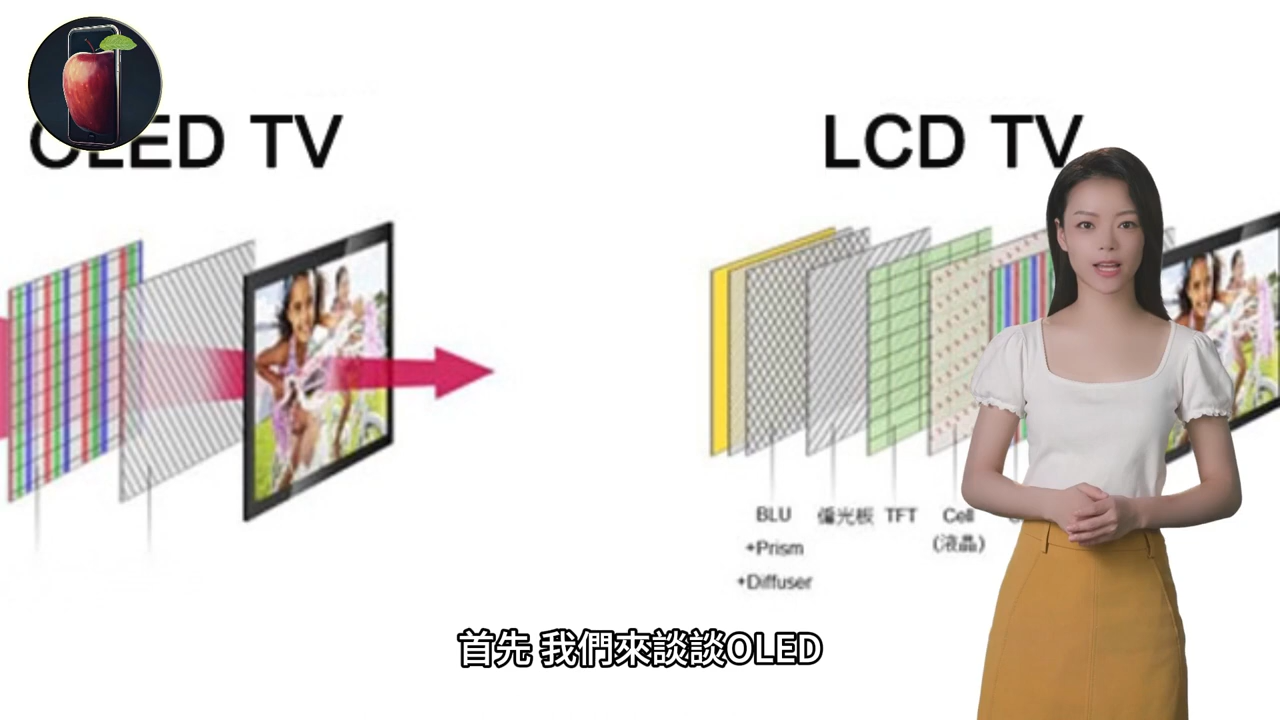 OLED TV
LCD TV
BLU
+Prism
+Diffuser
偏光板
TFT
Cell
(液晶)
首先 我們來談談OLED